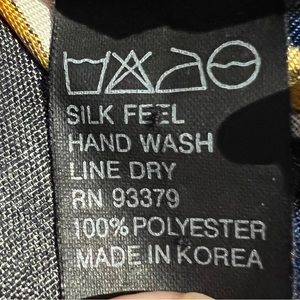 SILK FEEL
HAND WASH
LINE DRY
RN 93379
100% POLYESTER
MADE IN KOREA